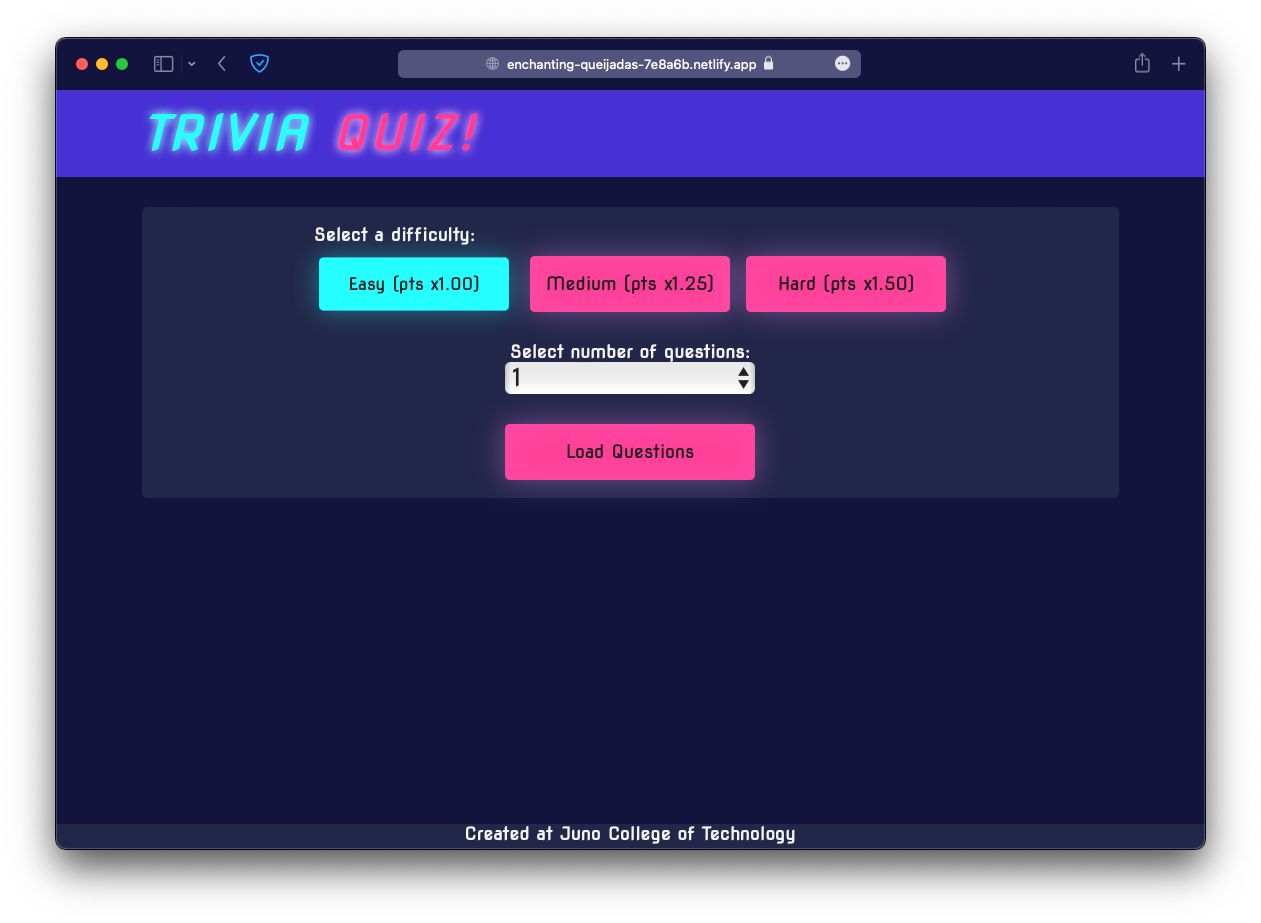 enchanting-queijadas-7e8a6b.netlify.app
TRIVIA QUIZ!
Select a difficulty:
Easy (pts x1.00) Medium (pts x1.25) Hard (pts x1.50)
Select number of questions:
1
Load Questions
Created at Juno College of Technology